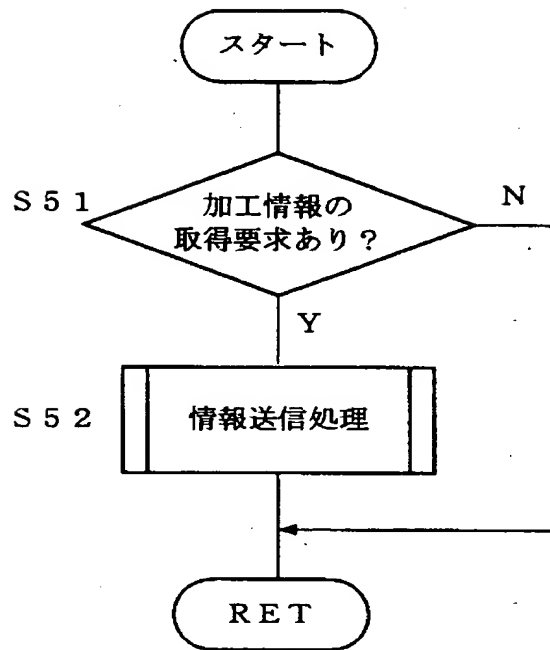 スタート
S51
加工情報の
取得要求あり？
N
Y
S52
情報送信処理
RET